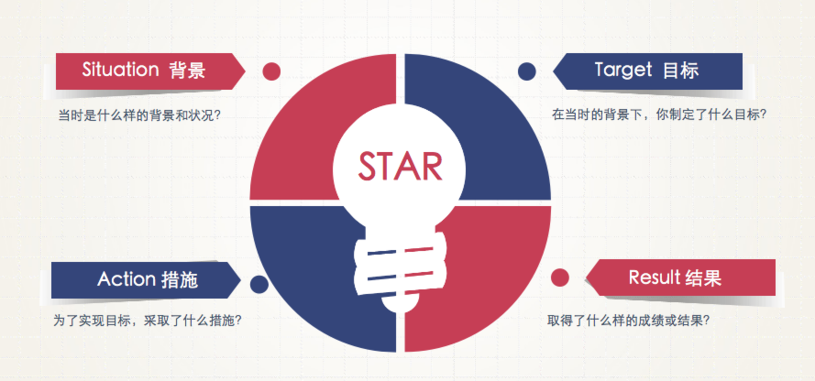 Situation 背景
Target 目标
当时是什么样的背景和状况?
在当时的背景下，你制定了什么目标?
STAR
Action 措施
Result 结果
为了实现目标，采取了什么措施?
取得了什么样的成绩或结果?